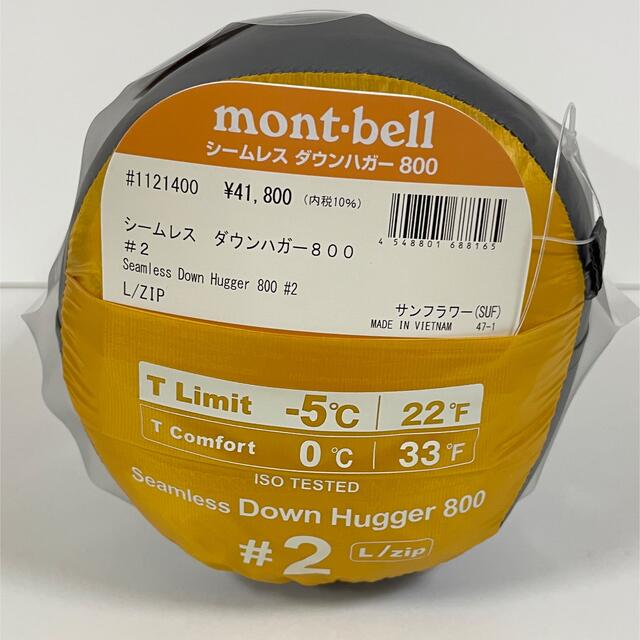 mont·bell
シームレス ダウンハガー 800
#1121400 ¥41,800 (内税10%)
4 548801 688165
シームレス ダウンハガー８００
＃２
Seamless Down Hugger 800 #2
L/ZIP
サンフラワー(SUF)
MADE IN VIETNAM 47-1
T Limit -5℃ 22°F
T Comfort 0℃ 33°F
ISO TESTED
Seamless Down Hugger 800
#2 L/zip